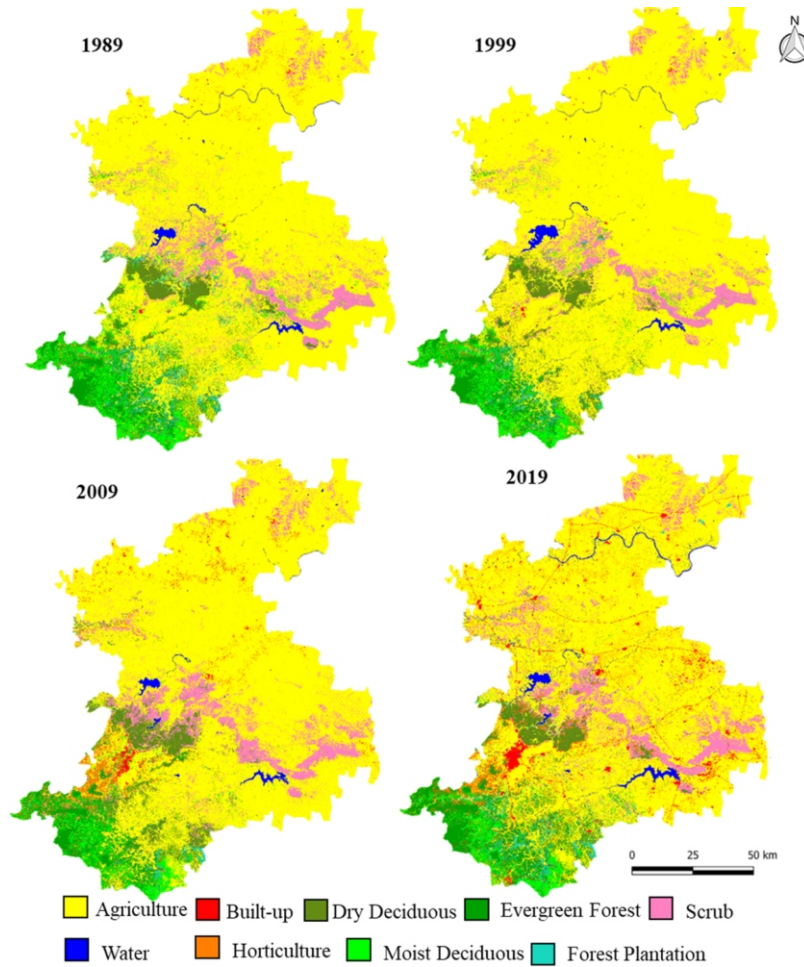 N
1989
1999
2009
2019
0 25 50 km
Agriculture Built-up Dry Deciduous Evergreen Forest Scrub
Water Horticulture Moist Deciduous Forest Plantation